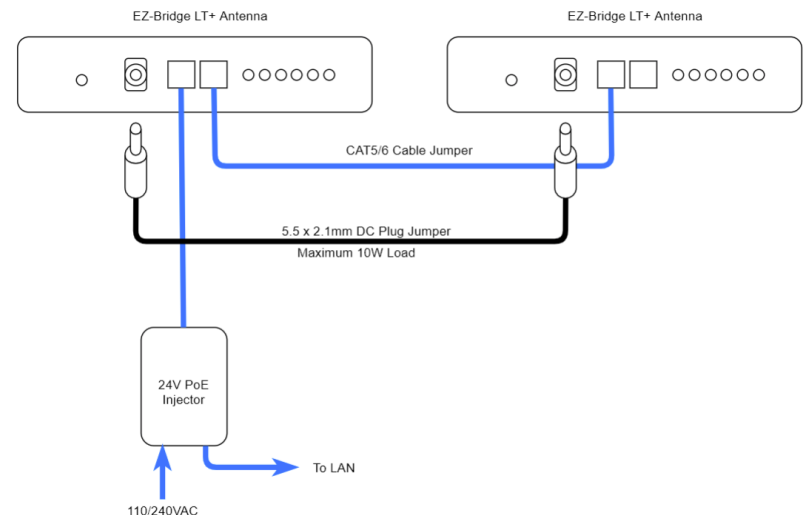 EZ-Bridge LT+ Antenna
EZ-Bridge LT+ Antenna
CAT5/6 Cable Jumper
5.5 x 2.1mm DC Plug Jumper
Maximum 10W Load
24V PoE
Injector
To LAN
110/240VAC